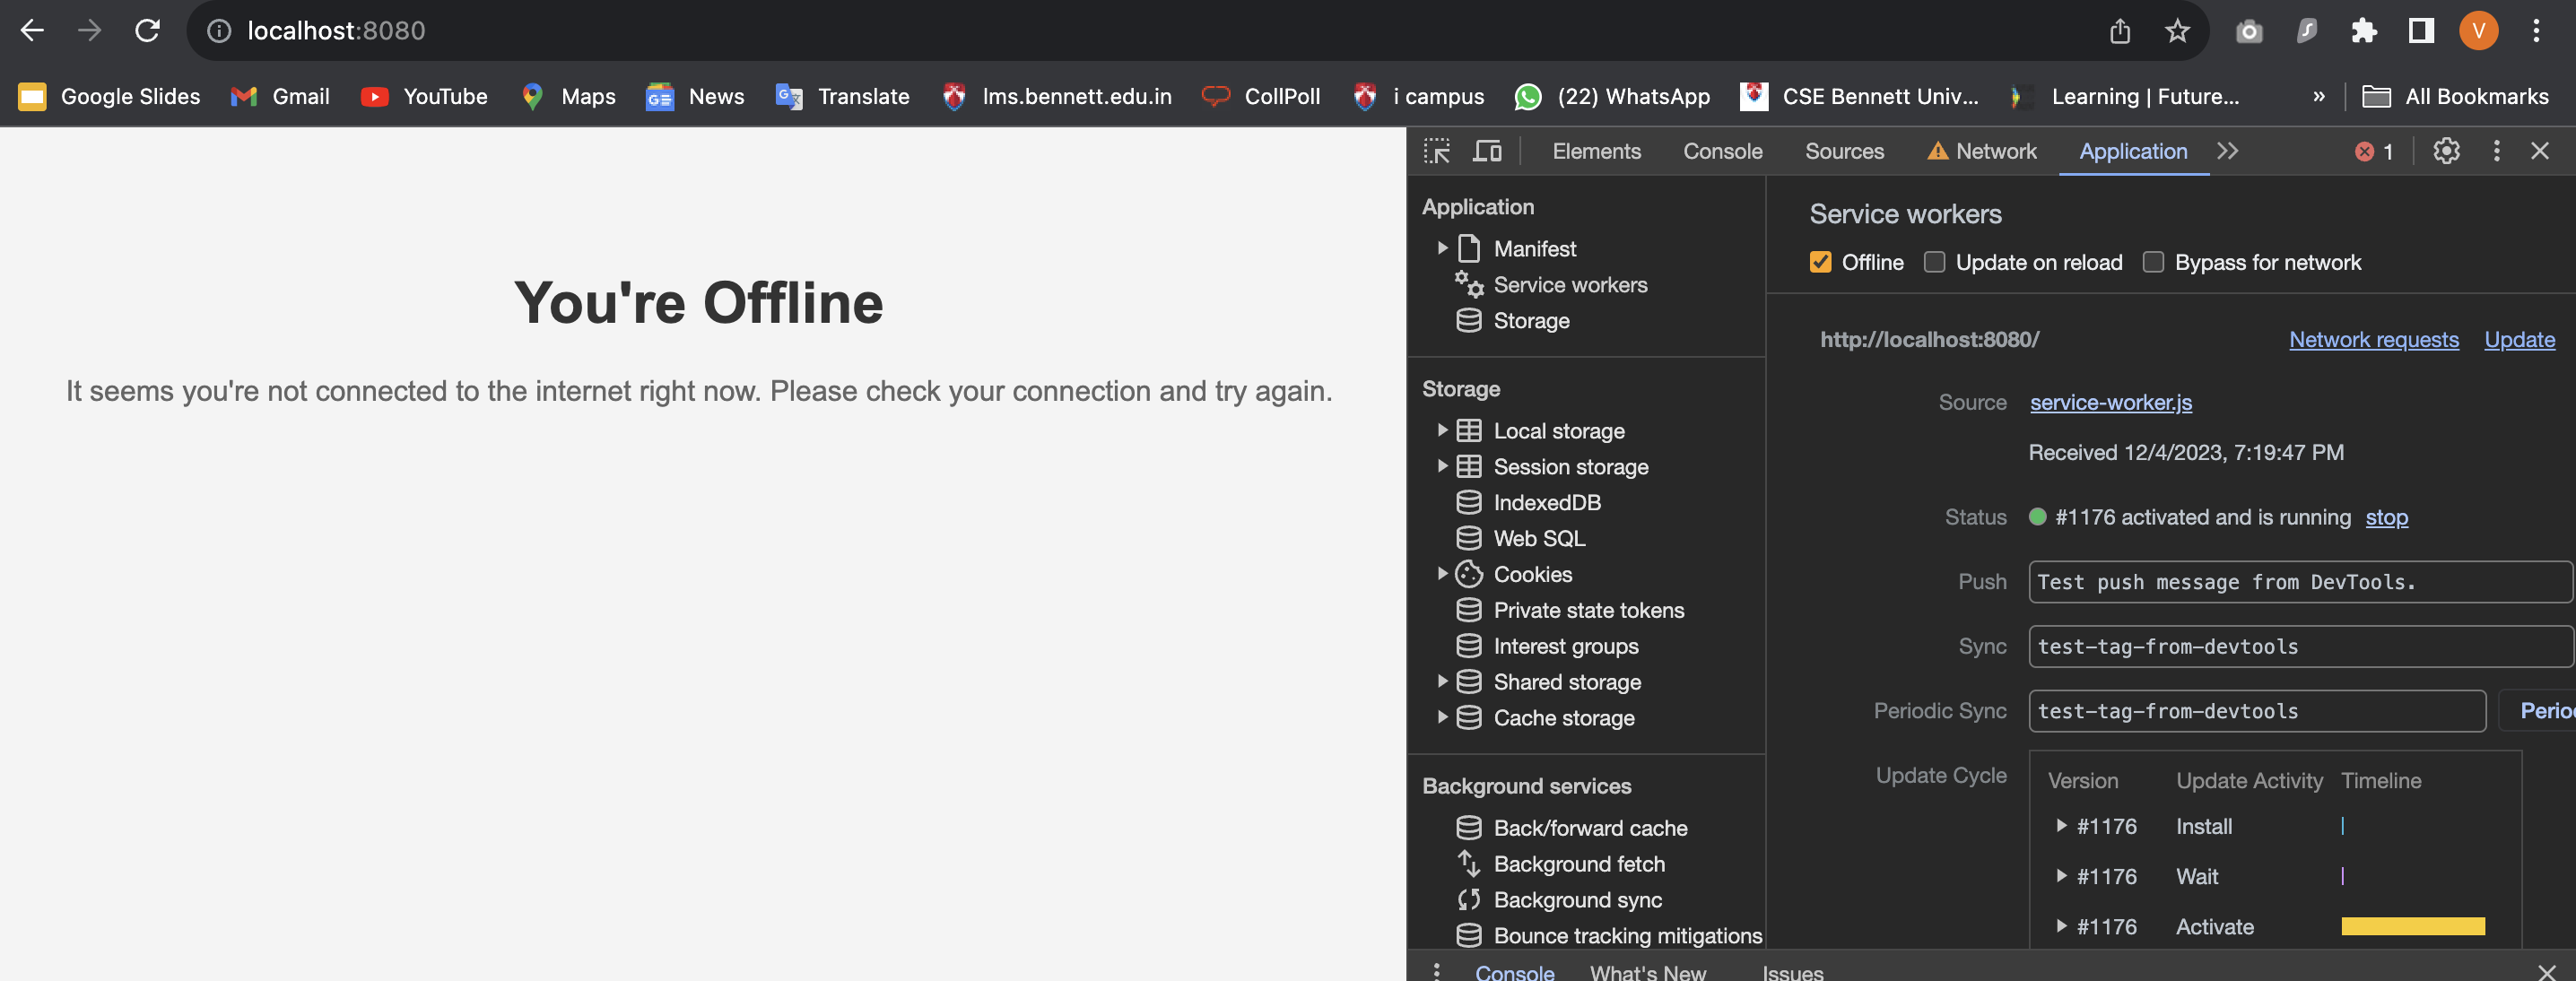 localhost:8080
V
Google Slides Gmail YouTube Maps News Translate lms.bennett.edu.in CollPoll i campus (22) WhatsApp CSE Bennett Univ... Learning | Future... » All Bookmarks
You're Offline
It seems you're not connected to the internet right now. Please check your connection and try again.
Elements Console Sources Network Application 1
Application
Manifest
Service workers
Storage
Storage
Local storage
Session storage
IndexedDB
Web SQL
Cookies
Private state tokens
Interest groups
Shared storage
Cache storage
Background services
Back/forward cache
Background fetch
Background sync
Bounce tracking mitigations
Service workers
Offline Update on reload Bypass for network
http://localhost:8080/ Network requests Update
Source service-worker.js
Received 12/4/2023, 7:19:47 PM
Status #1176 activated and is running stop
Push Test push message from DevTools.
Sync test-tag-from-devtools
Periodic Sync test-tag-from-devtools Perio
Update Cycle Version Update Activity Timeline
#1176 Install
#1176 Wait
#1176 Activate
Console What's New Issues